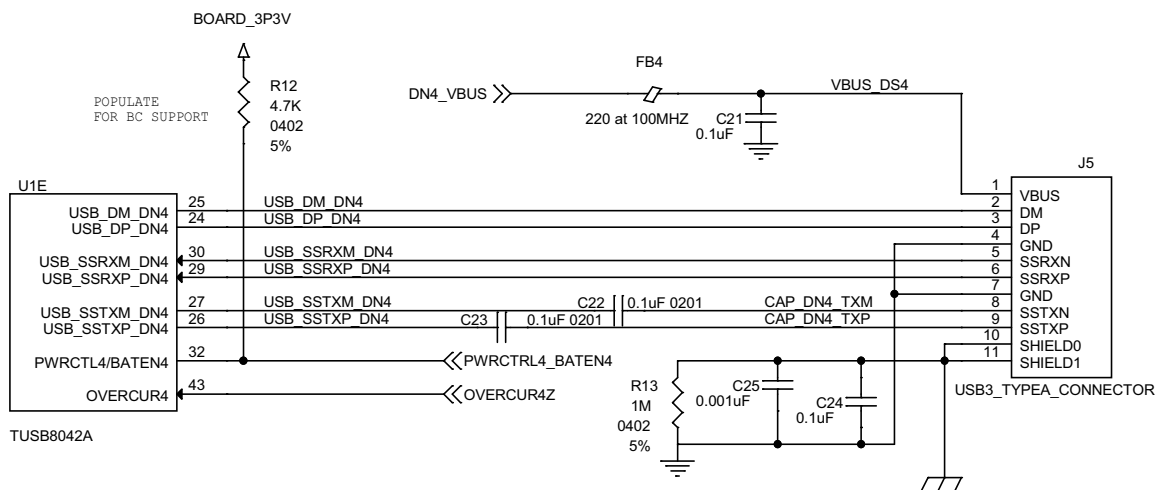 BOARD_3P3V
R12
4.7K
0402
5%
POPULATE
FOR BC SUPPORT
FB4
DN4_VBUS
220 at 100MHZ
VBUS_DS4
C21
0.1uF
J5
U1E
USB_DM_DN4 25 USB_DM_DN4
USB_DP_DN4 24 USB_DP_DN4
USB_SSRXM_DN4 30 USB_SSRXM_DN4
USB_SSRXP_DN4 29 USB_SSRXP_DN4
USB_SSTXM_DN4 27 USB_SSTXM_DN4 C22 0.1uF 0201 CAP_DN4_TXM
USB_SSTXP_DN4 26 USB_SSTXP_DN4 C23 0.1uF 0201 CAP_DN4_TXP
PWRCTL4/BATEN4 32 PWRCTRL4_BATEN4
OVERCUR4 43 OVERCUR4Z
TUSB8042A
1 VBUS
2 DM
3 DP
4 GND
5 SSRXN
6 SSRXP
7 GND
8 SSTXN
9 SSTXP
10 SHIELD0
11 SHIELD1
USB3_TYPEA_CONNECTOR
R13
1M
0402
5%
C25
0.001uF
C24
0.1uF